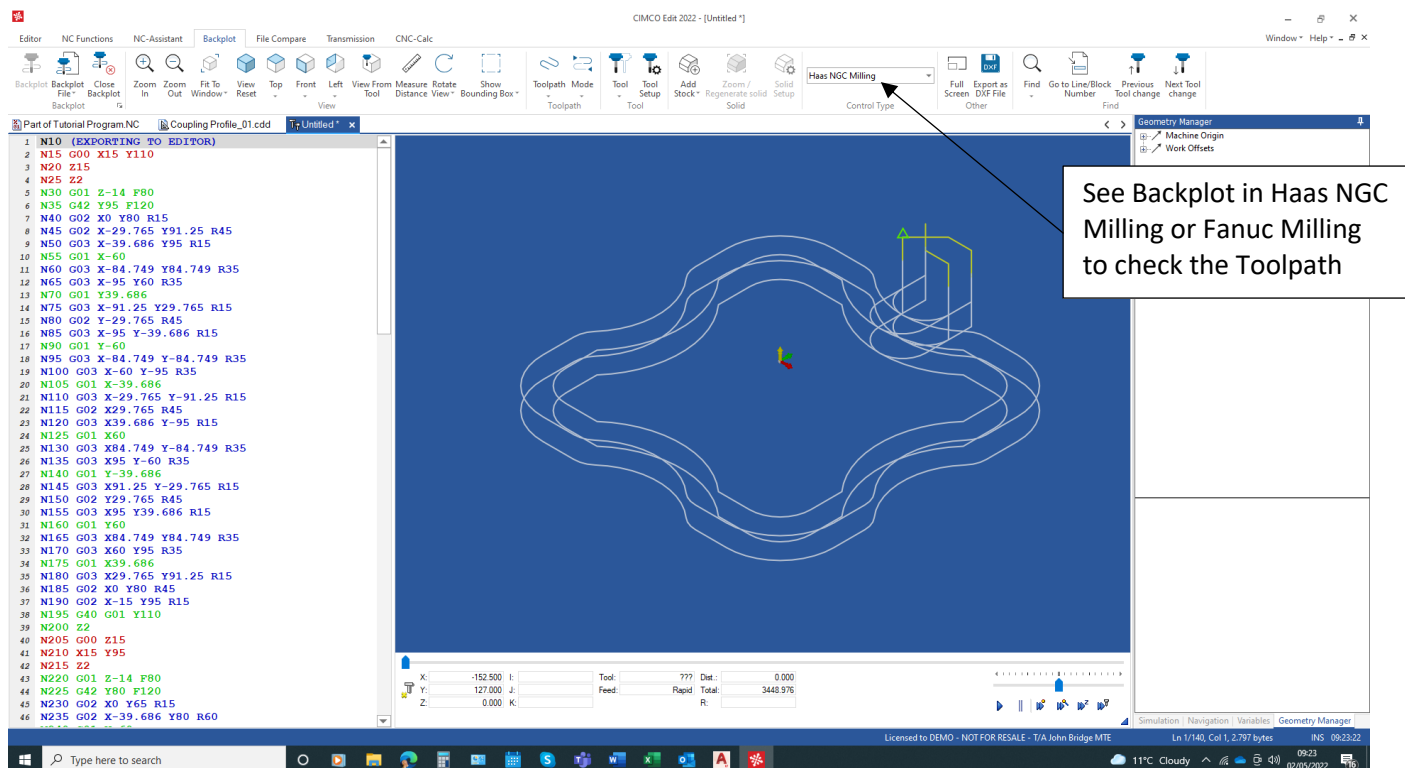 CIMCO Edit 2022 - [Untitled *]
Editor NC Functions NC-Assistant Backplot File Compare Transmission CNC-Calc Window Help
Backplot Backplot File Close Backplot Zoom In Zoom Out Fit To Window View Reset Top Front Left View From Tool Measure Distance Rotate View Show Bounding Box Toolpath Mode Tool Tool Setup Add Stock Zoom / Regenerate solid Solid Setup Haas NGC Milling Full Screen Export as DXF File Find Go to Line/Block Number Previous Tool change Next Tool change
Backplot View Toolpath Tool Solid Control Type Other Find
Part of Tutorial Program.NC Coupling Profile_01.cdd Untitled * x Geometry Manager
Machine Origin
Work Offsets
See Backplot in Haas NGC
Milling or Fanuc Milling
to check the Toolpath
1 N10 (EXPORTING TO EDITOR)
2 N15 G00 X15 Y110
3 N20 Z15
4 N25 Z2
5 N30 G01 Z-14 F80
6 N35 G42 Y95 F120
7 N40 G02 X0 Y80 R15
8 N45 G02 X-29.765 Y91.25 R45
9 N50 G03 X-39.686 Y95 R15
10 N55 G01 X-60
11 N60 G03 X-84.749 Y84.749 R35
12 N65 G03 X-95 Y60 R35
13 N70 G01 Y39.686
14 N75 G03 X-91.25 Y29.765 R15
15 N80 G02 Y-29.765 R45
16 N85 G03 X-95 Y-39.686 R15
17 N90 G01 Y-60
18 N95 G03 X-84.749 Y-84.749 R35
19 N100 G03 X-60 Y-95 R35
20 N105 G01 X-39.686
21 N110 G03 X-29.765 Y-91.25 R15
22 N115 G02 X29.765 R45
23 N120 G03 X39.686 Y-95 R15
24 N125 G01 X60
25 N130 G03 X84.749 Y-84.749 R35
26 N135 G03 X95 Y-60 R35
27 N140 G01 Y-39.686
28 N145 G03 X91.25 Y-29.765 R15
29 N150 G02 Y29.765 R45
30 N155 G03 X95 Y39.686 R15
31 N160 G01 Y60
32 N165 G03 X84.749 Y84.749 R35
33 N170 G03 X60 Y95 R35
34 N175 G01 X39.686
35 N180 G03 X29.765 Y91.25 R15
36 N185 G02 X0 Y80 R45
37 N190 G02 X-15 Y95 R15
38 N195 G40 G01 Y110
39 N200 Z2
40 N205 G00 Z15
41 N210 X15 Y95
42 N215 Z2
43 N220 G01 Z-14 F80
44 N225 G42 Y80 F120
45 N230 G02 X0 Y65 R15
46 N235 G02 X-39.686 Y80 R60
X: -152.500 I: Tool: ??? Dist.: 0.000
Y: 127.000 J: Feed: Rapid Total: 3448.976
Z: 0.000 K: R:
Simulation Navigation Variables Geometry Manager
Licensed to DEMO - NOT FOR RESALE - T/A John Bridge MTE Ln 1/140, Col 1, 2.797 bytes INS 09:23:22
Type here to search 11°C Cloudy 09:23
02/05/2022 16